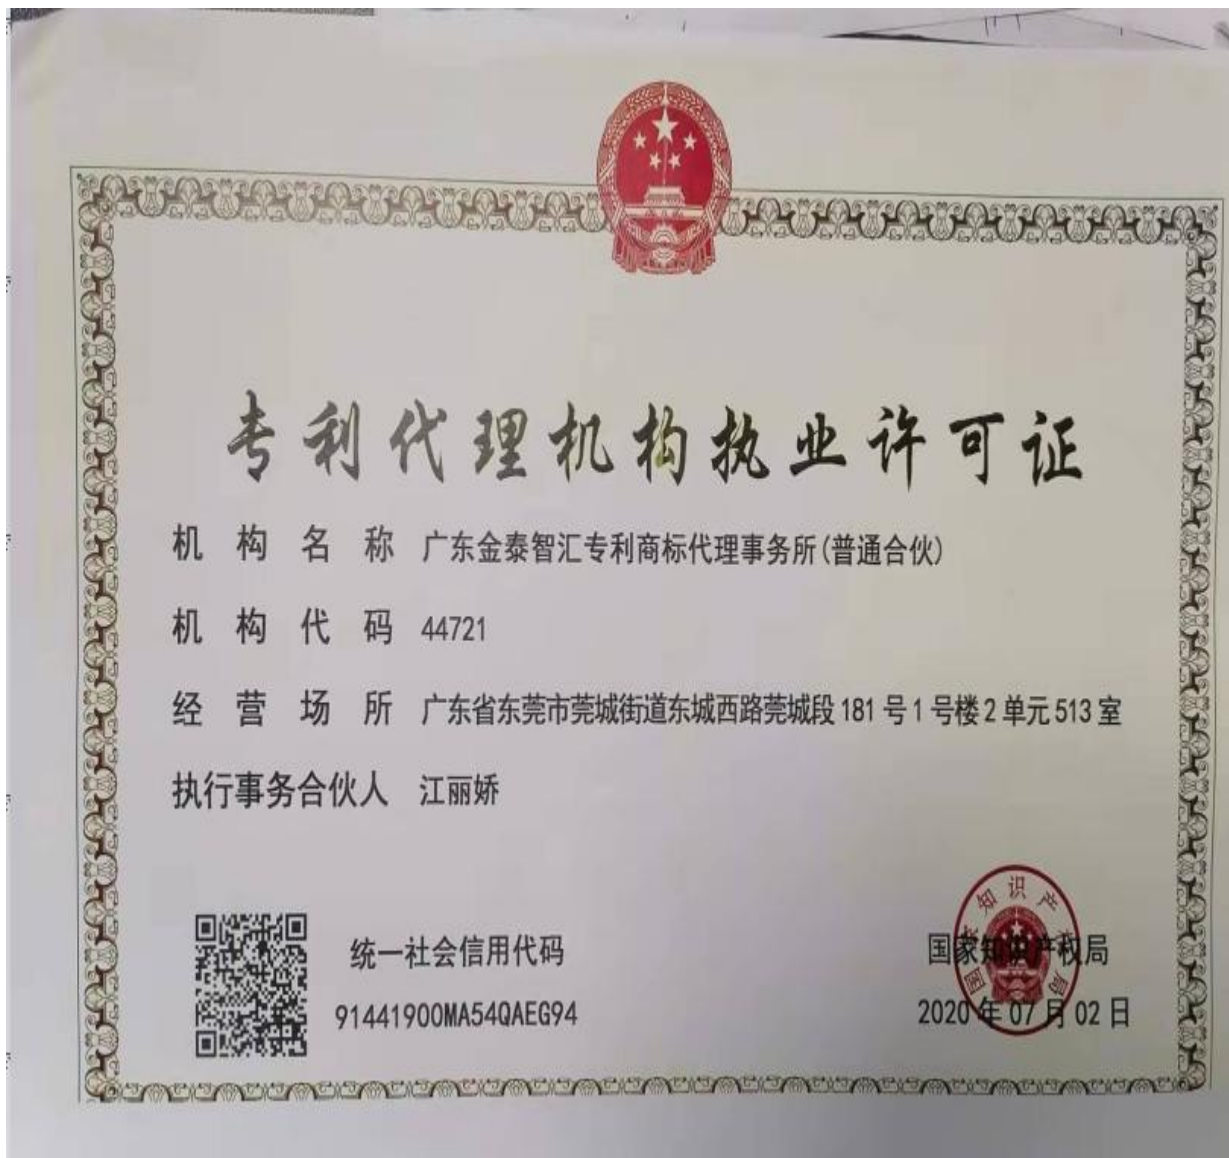 专利代理机构执业许可证
机构名称 广东金泰智汇专利商标代理事务所(普通合伙)
机构代码 44721
经营场所 广东省东莞市莞城街道东城西路莞城段181号1号楼2单元513室
执行事务合伙人 江丽娇
统一社会信用代码
91441900MA54QAEG94
国家知识产权局
2020年07月02日